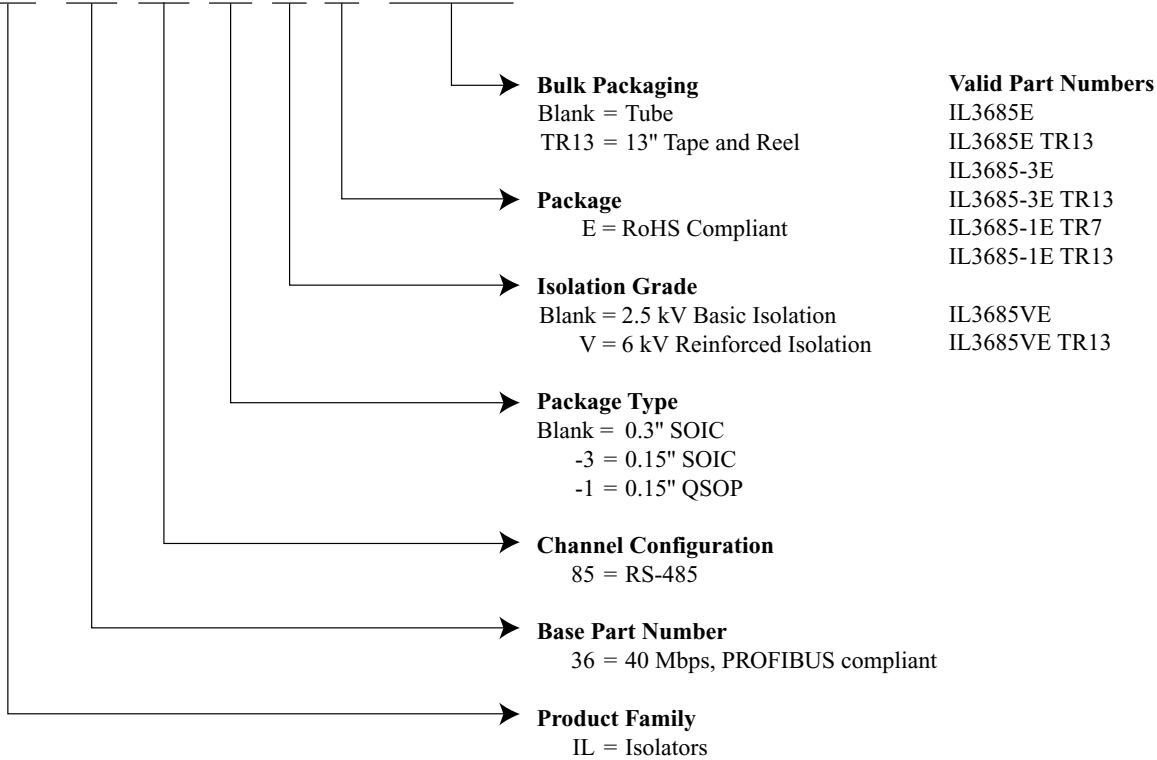 Bulk Packaging
Blank = Tube
TR13 = 13" Tape and Reel
Package
E = RoHS Compliant
Isolation Grade
Blank = 2.5 kV Basic Isolation
V = 6 kV Reinforced Isolation
Package Type
Blank = 0.3" SOIC
-3 = 0.15" SOIC
-1 = 0.15" QSOP
Channel Configuration
85 = RS-485
Base Part Number
36 = 40 Mbps, PROFIBUS compliant
Product Family
IL = Isolators
Valid Part Numbers
IL3685E
IL3685E TR13
IL3685-3E
IL3685-3E TR13
IL3685-1E TR7
IL3685-1E TR13
IL3685VE
IL3685VE TR13